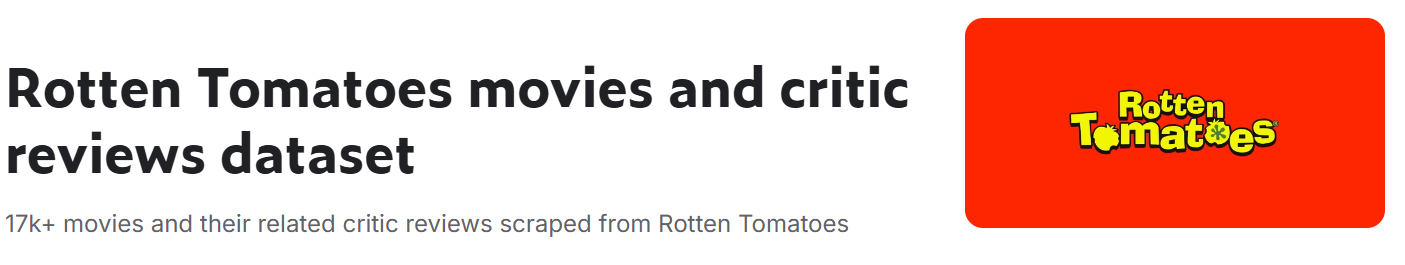 Rotten Tomatoes movies and critic
reviews dataset
17k+ movies and their related critic reviews scraped from Rotten Tomatoes
Rotten
Tomatoes